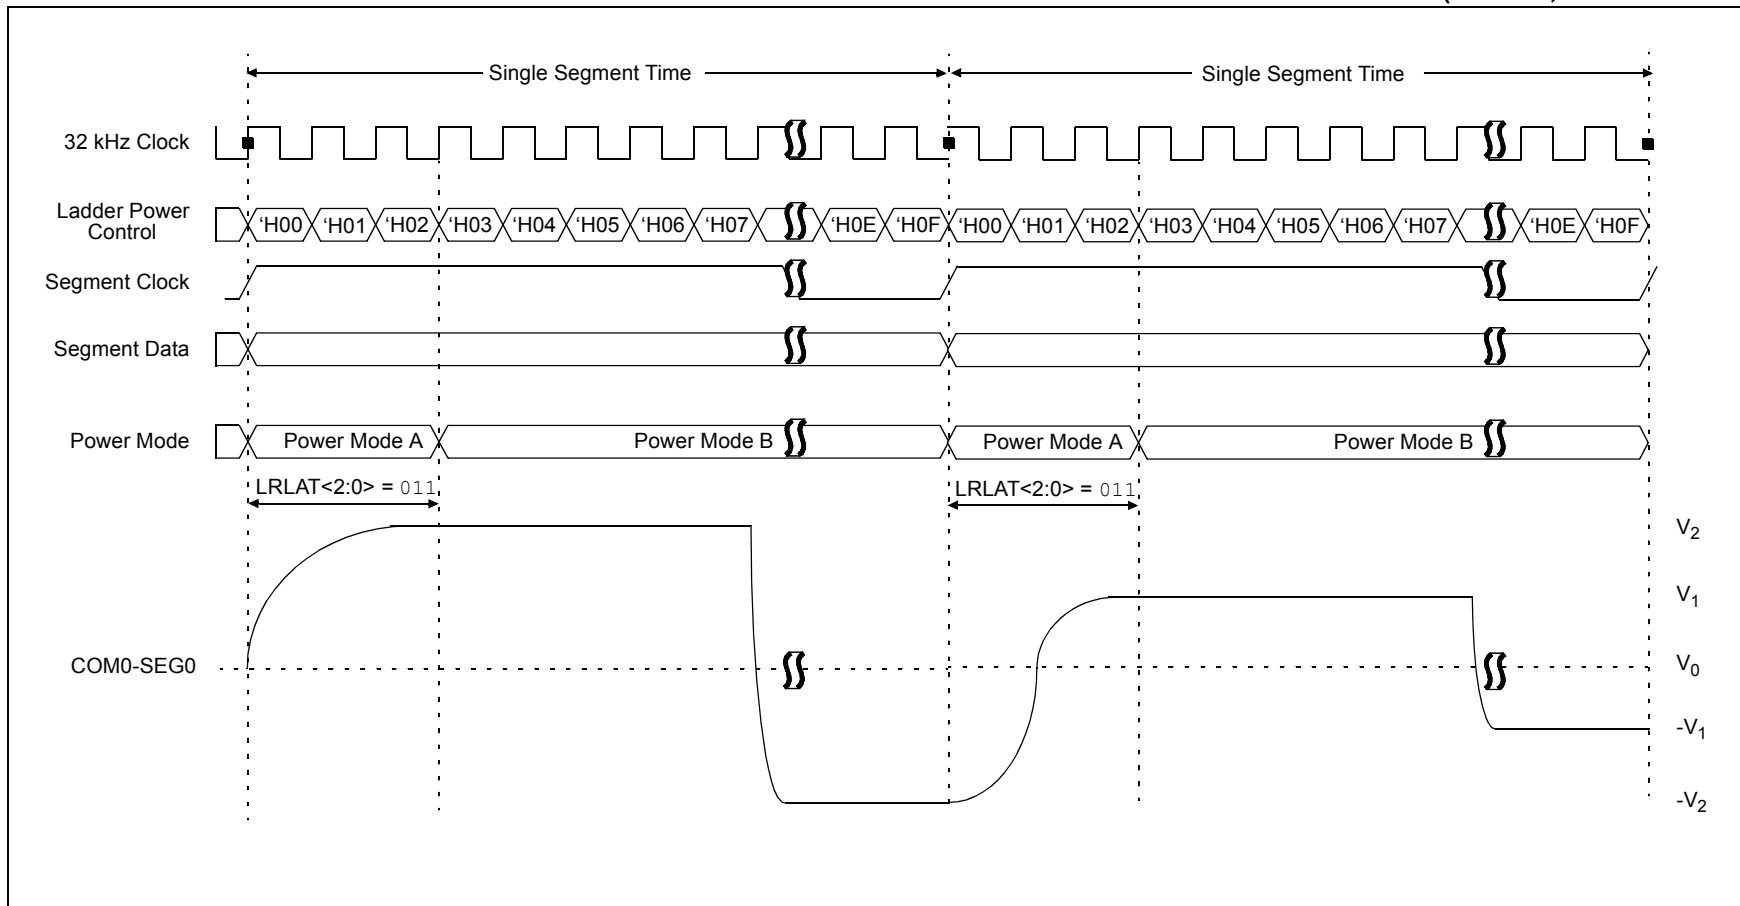 Single Segment Time Single Segment Time
32 kHz Clock
Ladder Power
Control
‘H00 ‘H01 ‘H02 ‘H03 ‘H04 ‘H05 ‘H06 ‘H07 ‘H0E ‘H0F ‘H00 ‘H01 ‘H02 ‘H03 ‘H04 ‘H05 ‘H06 ‘H07 ‘H0E ‘H0F
Segment Clock
Segment Data
Power Mode Power Mode A Power Mode B Power Mode A Power Mode B
LRLAT<2:0> = 011 LRLAT<2:0> = 011
V2
V1
COM0-SEG0 V0
-V1
-V2